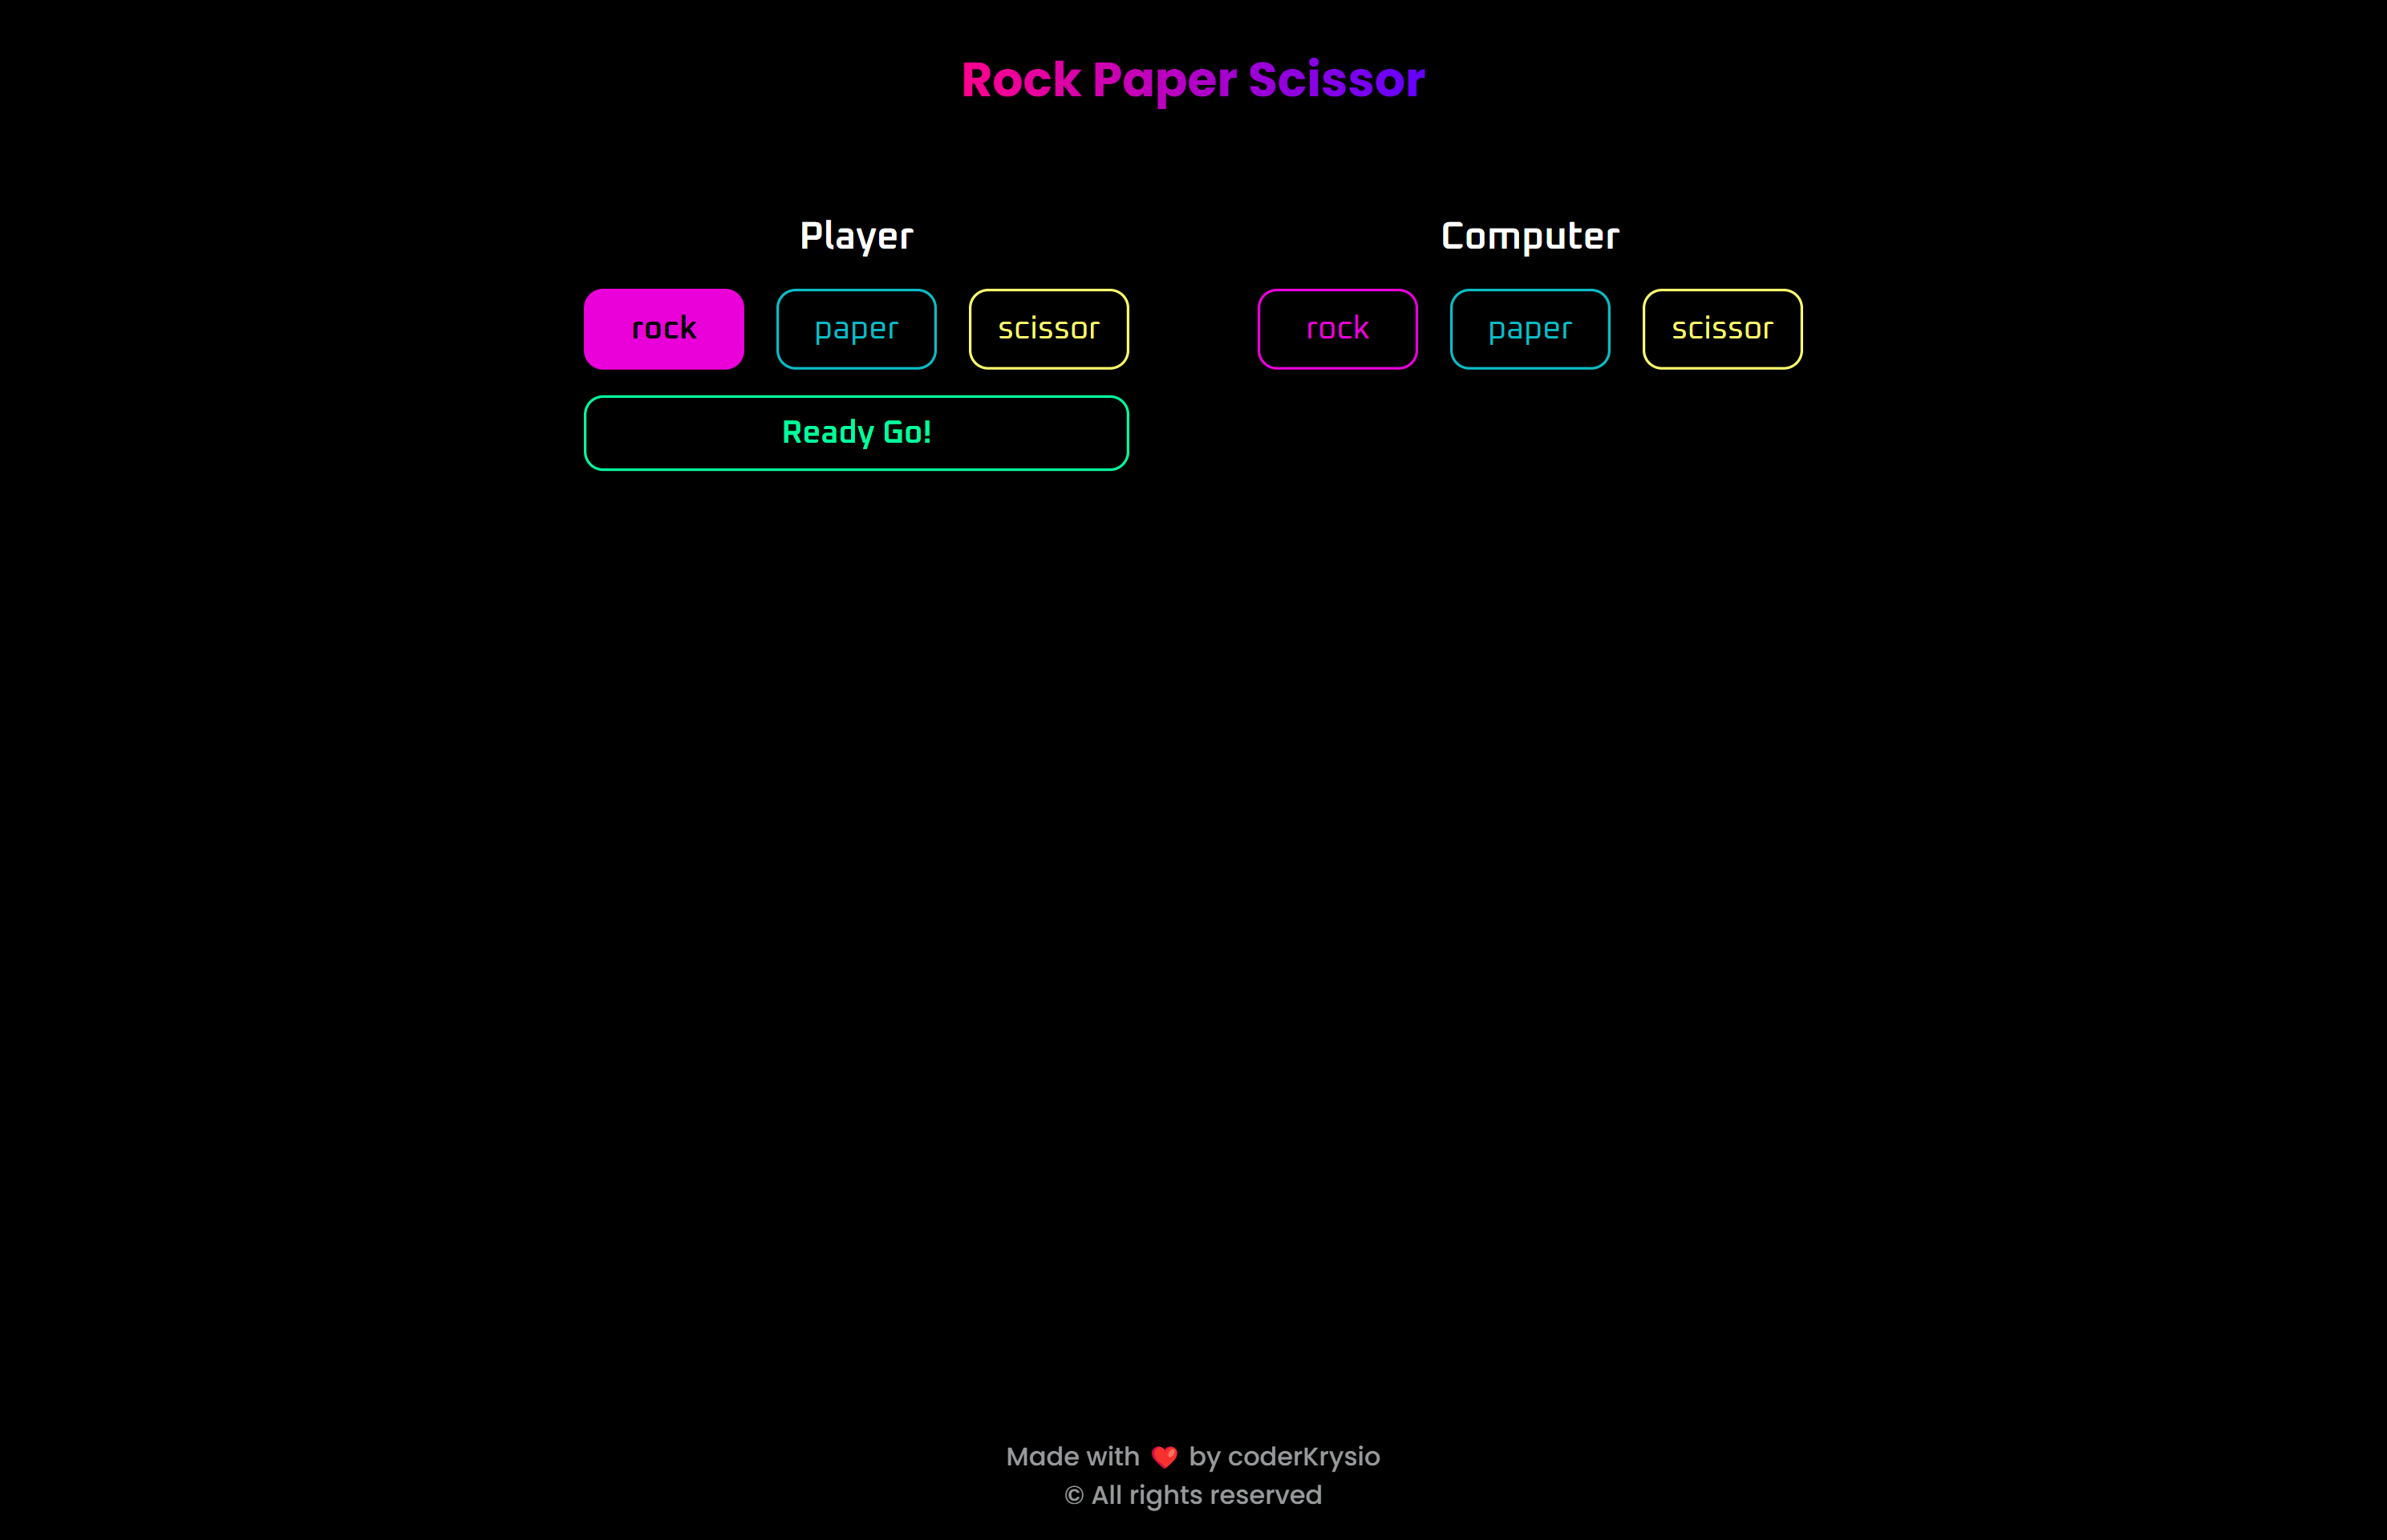 Rock Paper Scissor
Player
Computer
rock paper scissor
rock paper scissor
Ready Go!
Made with ❤️ by coderKrysio
© All rights reserved